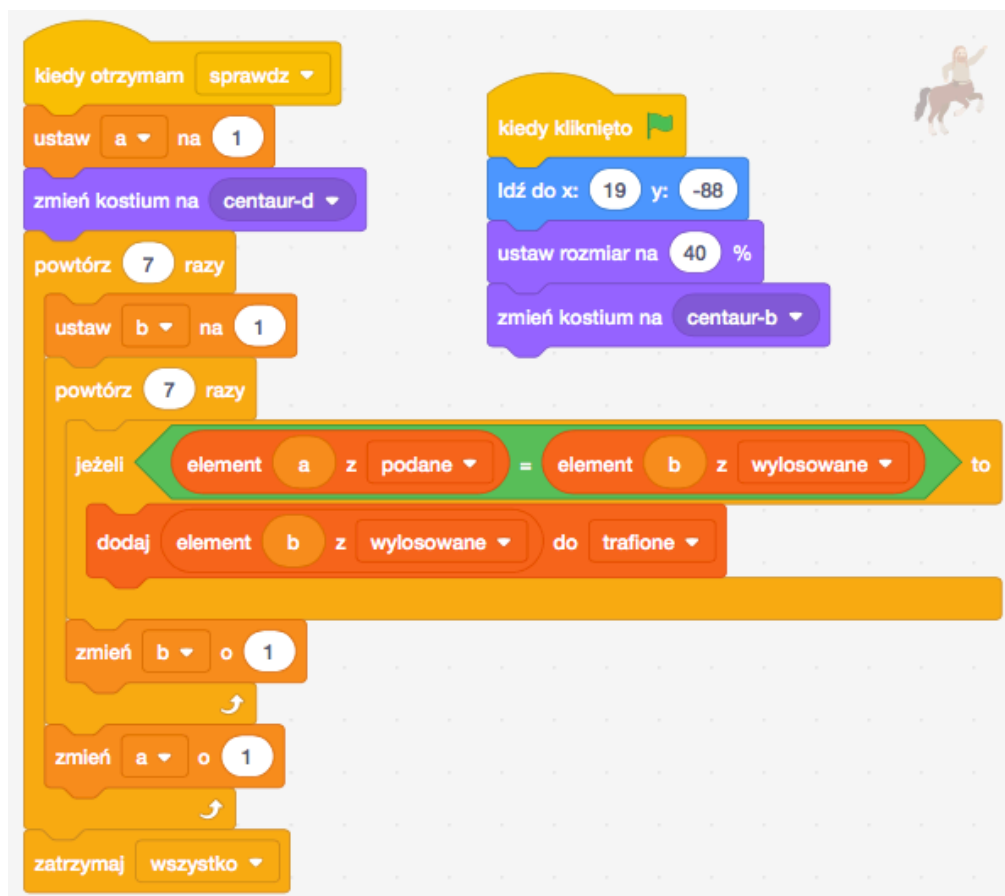 kiedy otrzymam sprawdz
ustaw a na 1
zmień kostium na centaur-d
powtórz 7 razy
ustaw b na 1
powtórz 7 razy
jeżeli element a z podane = element b z wylosowane to
dodaj element b z wylosowane do trafione
zmień b o 1
zmień a o 1
zatrzymaj wszystko
kiedy kliknięto
Idź do x: 19 y: -88
ustaw rozmiar na 40 %
zmień kostium na centaur-b